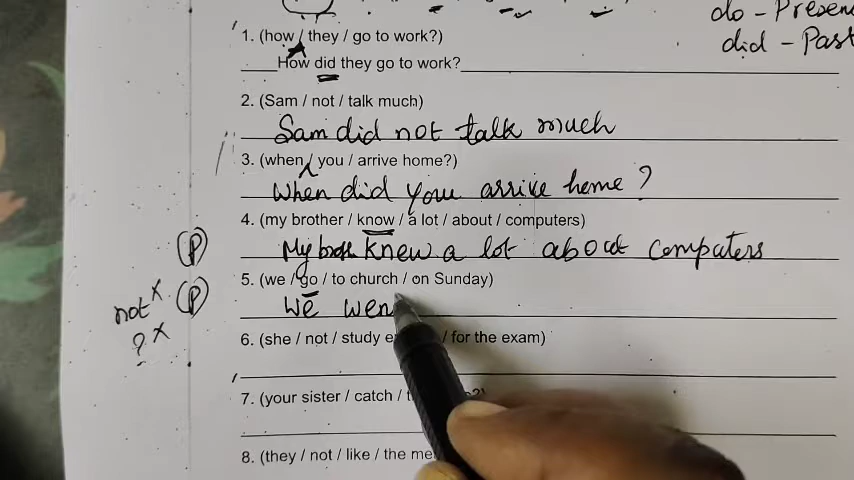 do - Presen
did - Past
1. (how / they / go to work?)
How did they go to work?
2. (Sam / not / talk much)
Sam did not talk much
3. (when / you / arrive home?)
When did you arrive home ?
4. (my brother / know / a lot / about / computers)
P My knew a lot about computers
5. (we / go / to church / on Sunday)
not x P We wen
? x
6. (she / not / study / for the exam)
7. (your sister / catch /
8. (they / not / like / the me